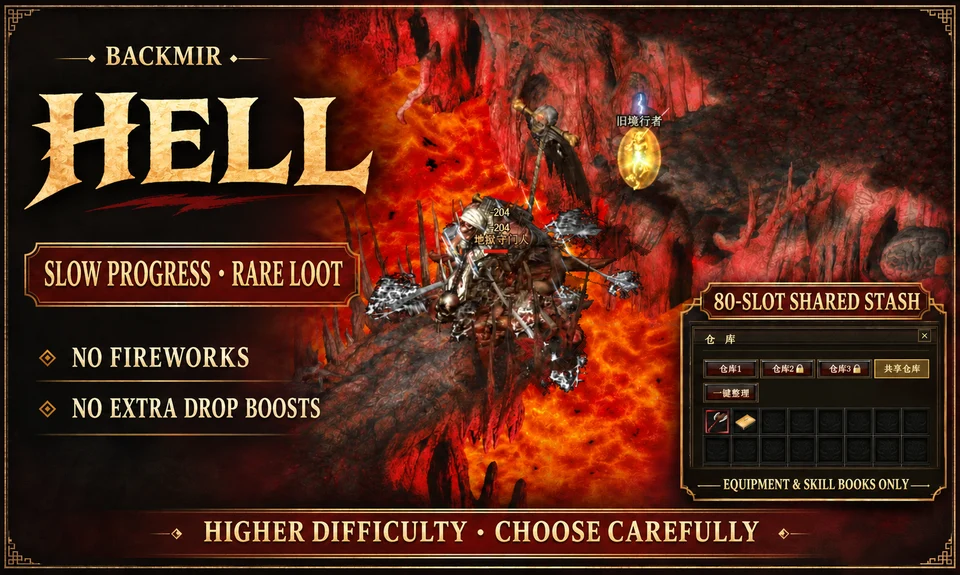 BACKMIR
HELL
SLOW PROGRESS • RARE LOOT
NO FIREWORKS
NO EXTRA DROP BOOSTS
旧境行者
-204
-204
地狱守门人
80-SLOT SHARED STASH
仓 库
仓库1 仓库2 仓库3 共享仓库
一键整理
EQUIPMENT & SKILL BOOKS ONLY
HIGHER DIFFICULTY • CHOOSE CAREFULLY